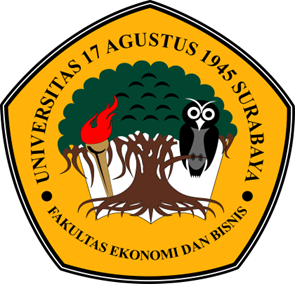 UNIVERSITAS 17 AGUSTUS 1945 SURABAYA
FAKULTAS EKONOMI DAN BISNIS